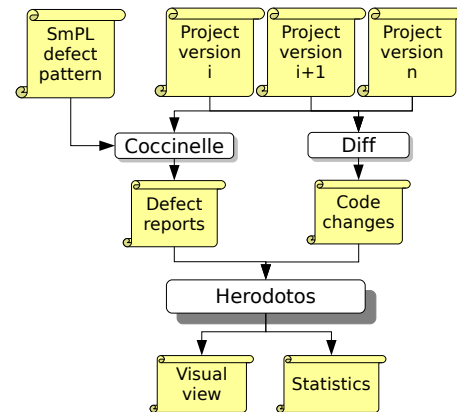 SmPL
defect
pattern
Project
version
i
Project
version
i+1
Project
version
n
Coccinelle
Diff
Defect
reports
Code
changes
Herodotos
Visual
view
Statistics